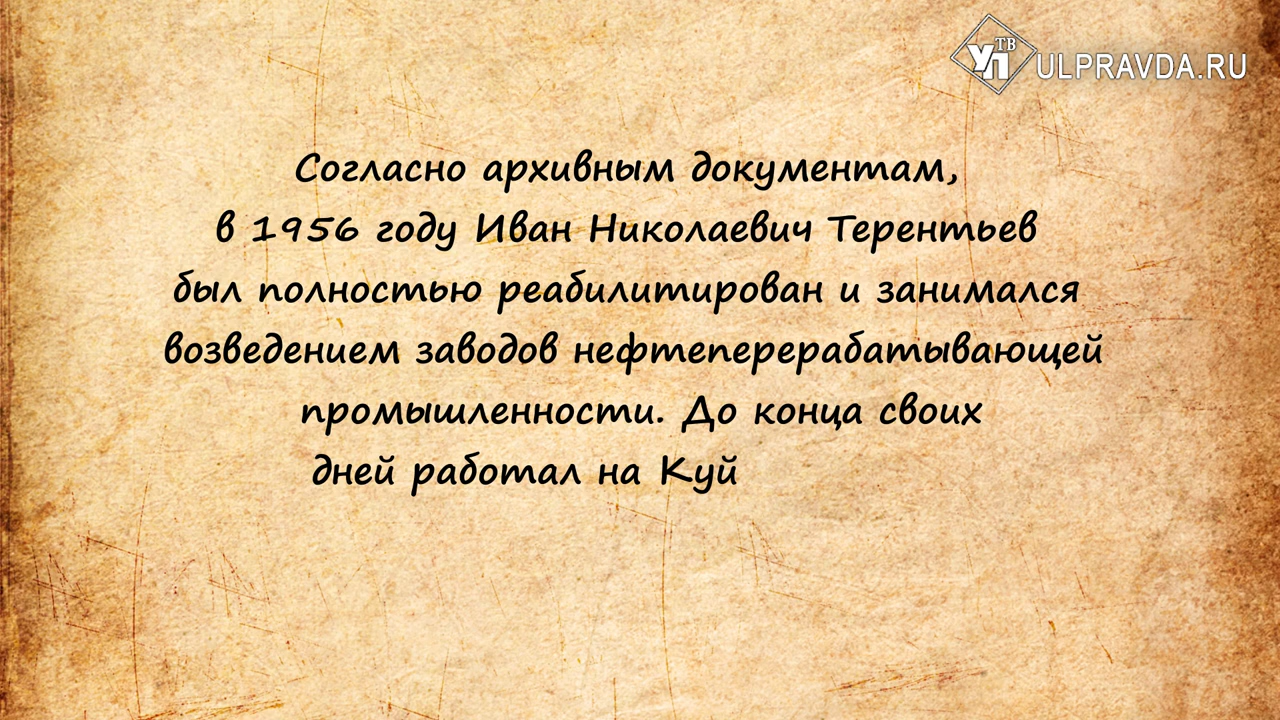 УП ТВ ULPRAVDA.RU
Согласно архивным документам,
в 1956 году Иван Николаевич Терентьев
был полностью реабилитирован и занимался
возведением заводов нефтеперерабатывающей
промышленности. До конца своих
дней работал на Куй